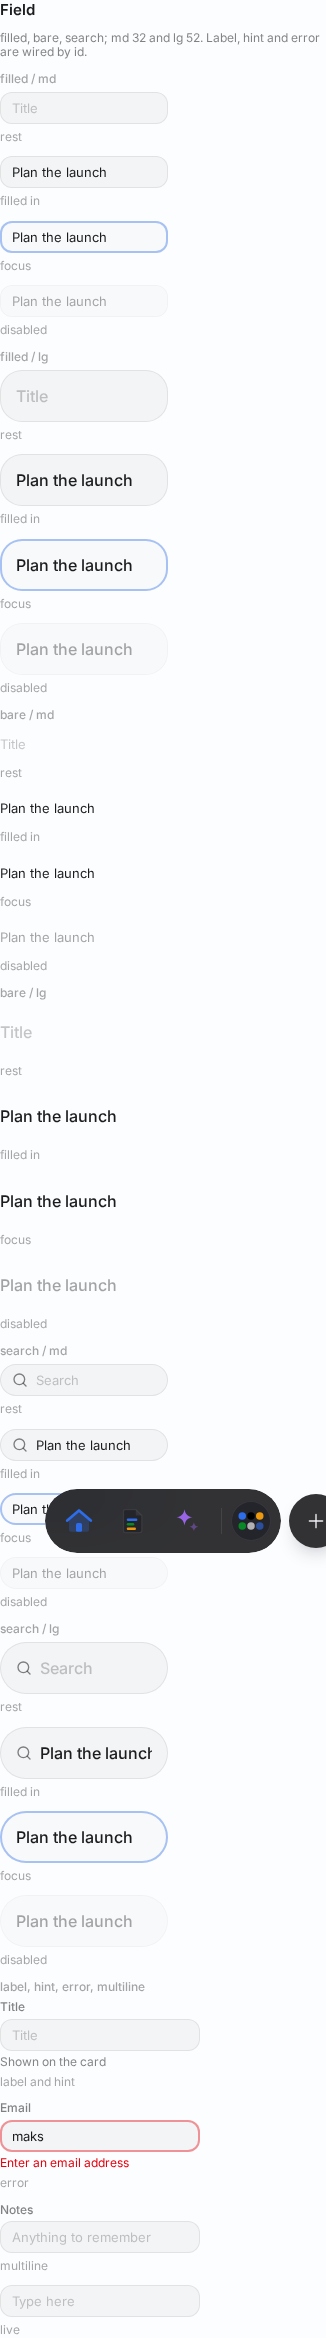 Field
filled, bare, search; md 32 and lg 52. Label, hint and error
are wired by id.
filled / md
Title
rest
Plan the launch
filled in
Plan the launch
focus
Plan the launch
disabled
filled / lg
Title
rest
Plan the launch
filled in
Plan the launch
focus
Plan the launch
disabled
bare / md
Title
rest
Plan the launch
filled in
Plan the launch
focus
Plan the launch
disabled
bare / lg
Title
rest
Plan the launch
filled in
Plan the launch
focus
Plan the launch
disabled
search / md
Search
rest
Plan the launch
filled in
Plan
focus
Plan the launch
disabled
search / lg
Search
rest
Plan the launch
filled in
Plan the launch
focus
Plan the launch
disabled
label, hint, error, multiline
Title
Title
Shown on the card
label and hint
Email
maks
Enter an email address
error
Notes
Anything to remember
multiline
Type here
live